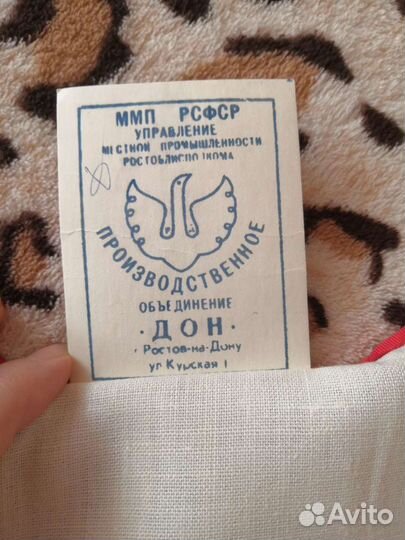 ММП РСФСР
УПРАВЛЕНИЕ
МЕСТНОЙ ПРОМЫШЛЕННОСТИ
РОСТОБЛИСПОЛКОМА
ПРОИЗВОДСТВЕННОЕ
ОБЪЕДИНЕНИЕ
· ДОН ·
г Ростов-на-Дону
ул Курская 1
Avito